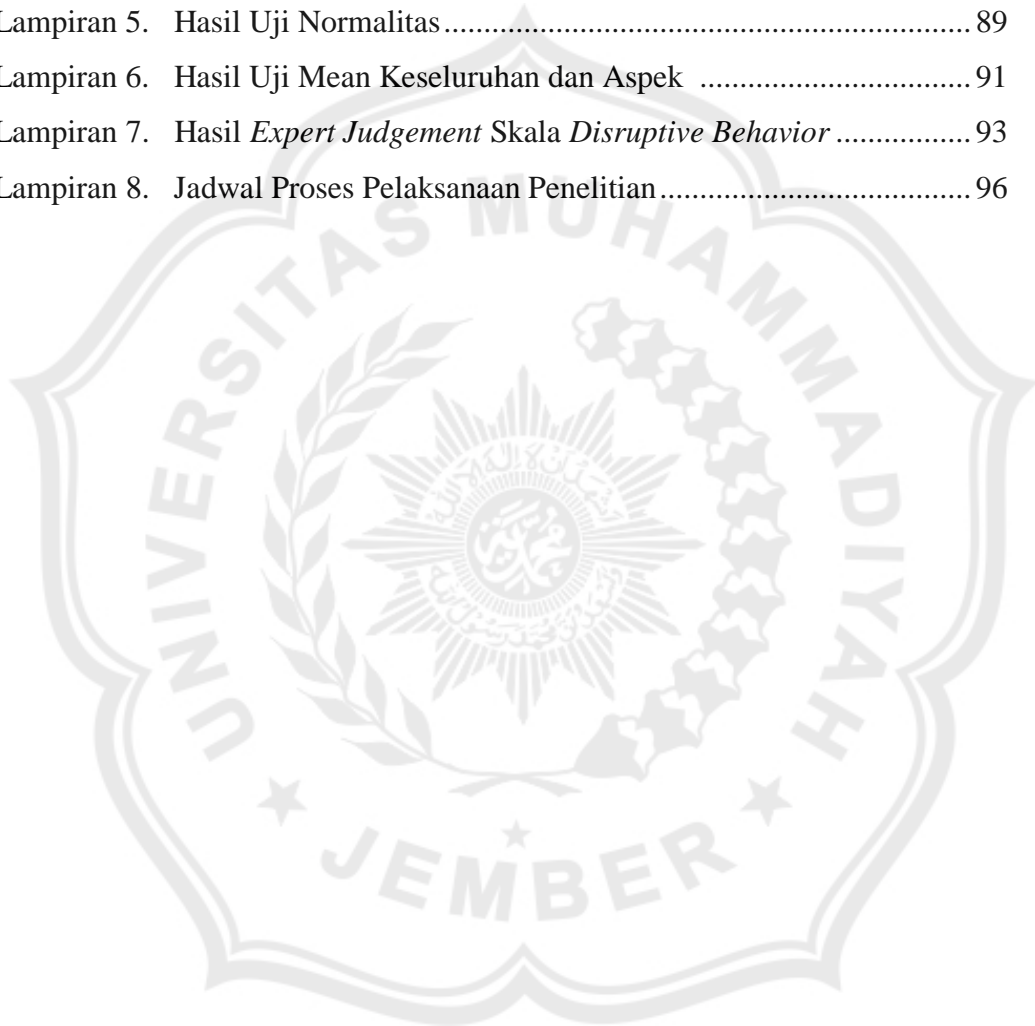 Lampiran 5. Hasil Uji Normalitas.................................................................................. 89
Lampiran 6. Hasil Uji Mean Keseluruhan dan Aspek .......................................... 91
Lampiran 7. Hasil Expert Judgement Skala Disruptive Behavior ................. 93
Lampiran 8. Jadwal Proses Pelaksanaan Penelitian ................................................ 96
UNIVERSITAS MUHAMMADIYAH
JEMBER